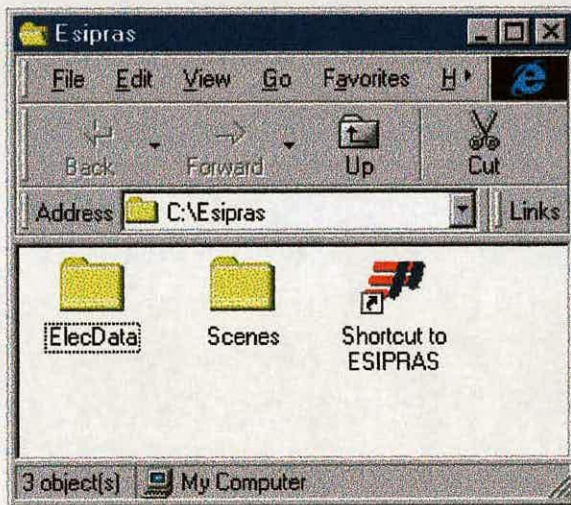 Esipras
File Edit View Go Favorites H
Back Forward Up Cut
Address C:\Esipras Links
ElecData Scenes Shortcut to
ESIPRAS
3 object(s) My Computer